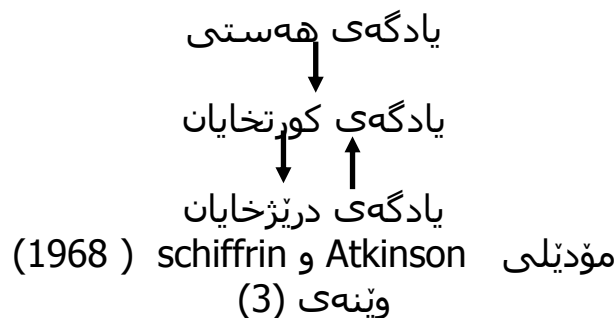 یادگەی هەستی
یادگەی کورتخایان
یادگەی درێژخایان
مۆدێلی Atkinson و schiffrin ( 1968)
وێنەی (3)